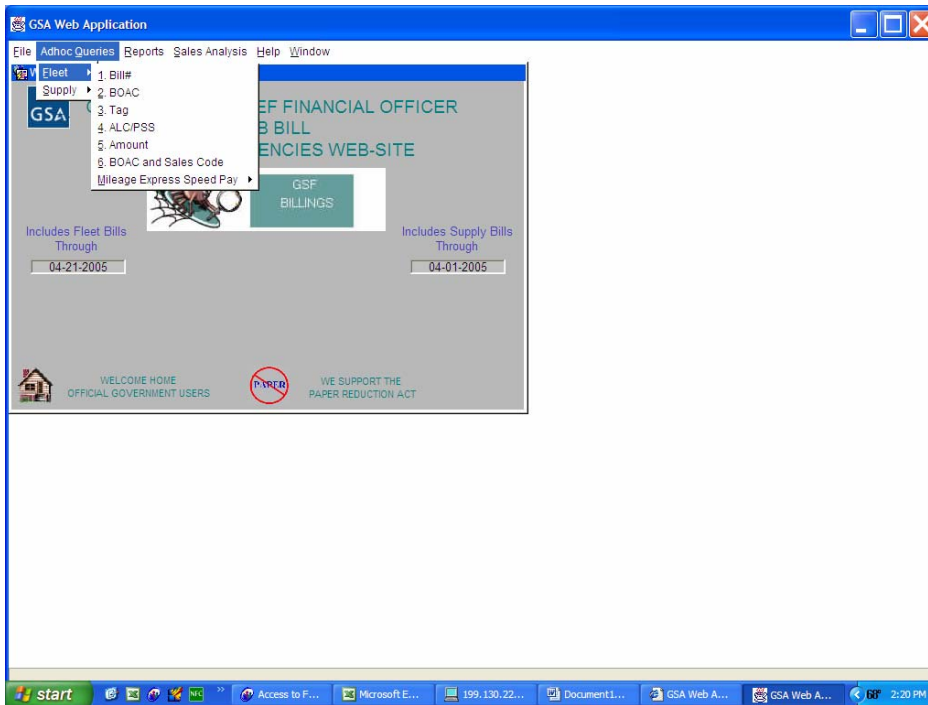 GSA Web Application
File Adhoc Queries Reports Sales Analysis Help Window
W
Fleet
Supply
1. Bill#
2. BOAC
3. Tag
4. ALC/PSS
5. Amount
6. BOAC and Sales Code
Mileage Express Speed Pay
GSA
EF FINANCIAL OFFICER
B BILL
ENCIES WEB-SITE
GSF
BILLINGS
Includes Fleet Bills
Through
04-21-2005
Includes Supply Bills
Through
04-01-2005
WELCOME HOME
OFFICIAL GOVERNMENT USERS
PAPER
WE SUPPORT THE
PAPER REDUCTION ACT
start
NFC
Access to F...
Microsoft E...
199.130.22...
Document1...
GSA Web A...
GSA Web A...
68°
2:20 PM